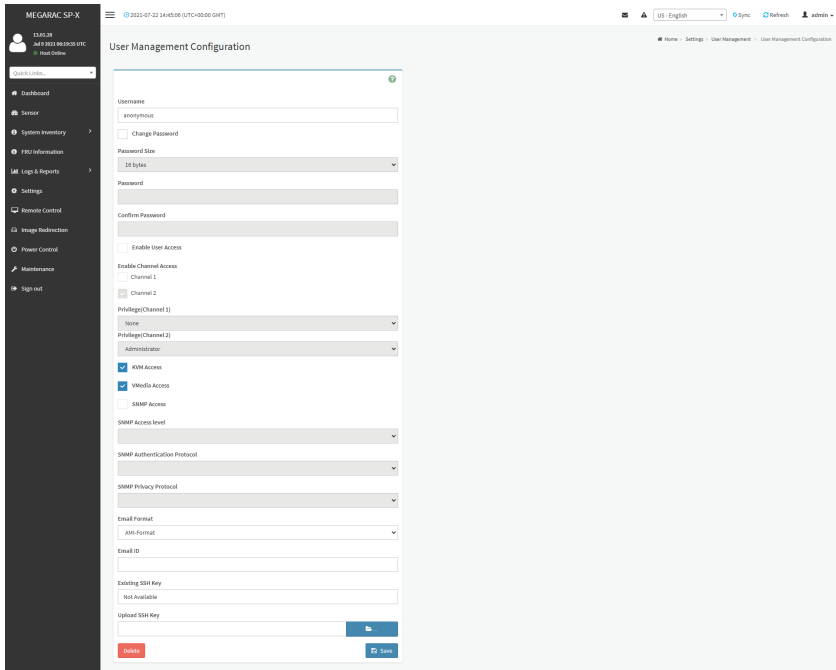 MEGARAC SP-X
2021-07-22 14:45:06 (UTC+00:00 GMT)
US - English
Sync
Refresh
admin
13.01.28
Jul 9 2021 06:19:35 UTC
Host Online
Quick Links...
Dashboard
Sensor
System Inventory
FRU Information
Logs & Reports
Settings
Remote Control
Image Redirection
Power Control
Maintenance
Sign out
User Management Configuration
Home > Settings > User Management > User Management Configuration
Username
anonymous
Change Password
Password Size
16 bytes
Password
Confirm Password
Enable User Access
Enable Channel Access
Channel 1
Channel 2
Privilege(Channel 1)
None
Privilege(Channel 2)
Administrator
KVM Access
VMedia Access
SNMP Access
SNMP Access level
SNMP Authentication Protocol
SNMP Privacy Protocol
Email Format
AMI-Format
Email ID
Existing SSH Key
Not Available
Upload SSH Key
Delete
Save